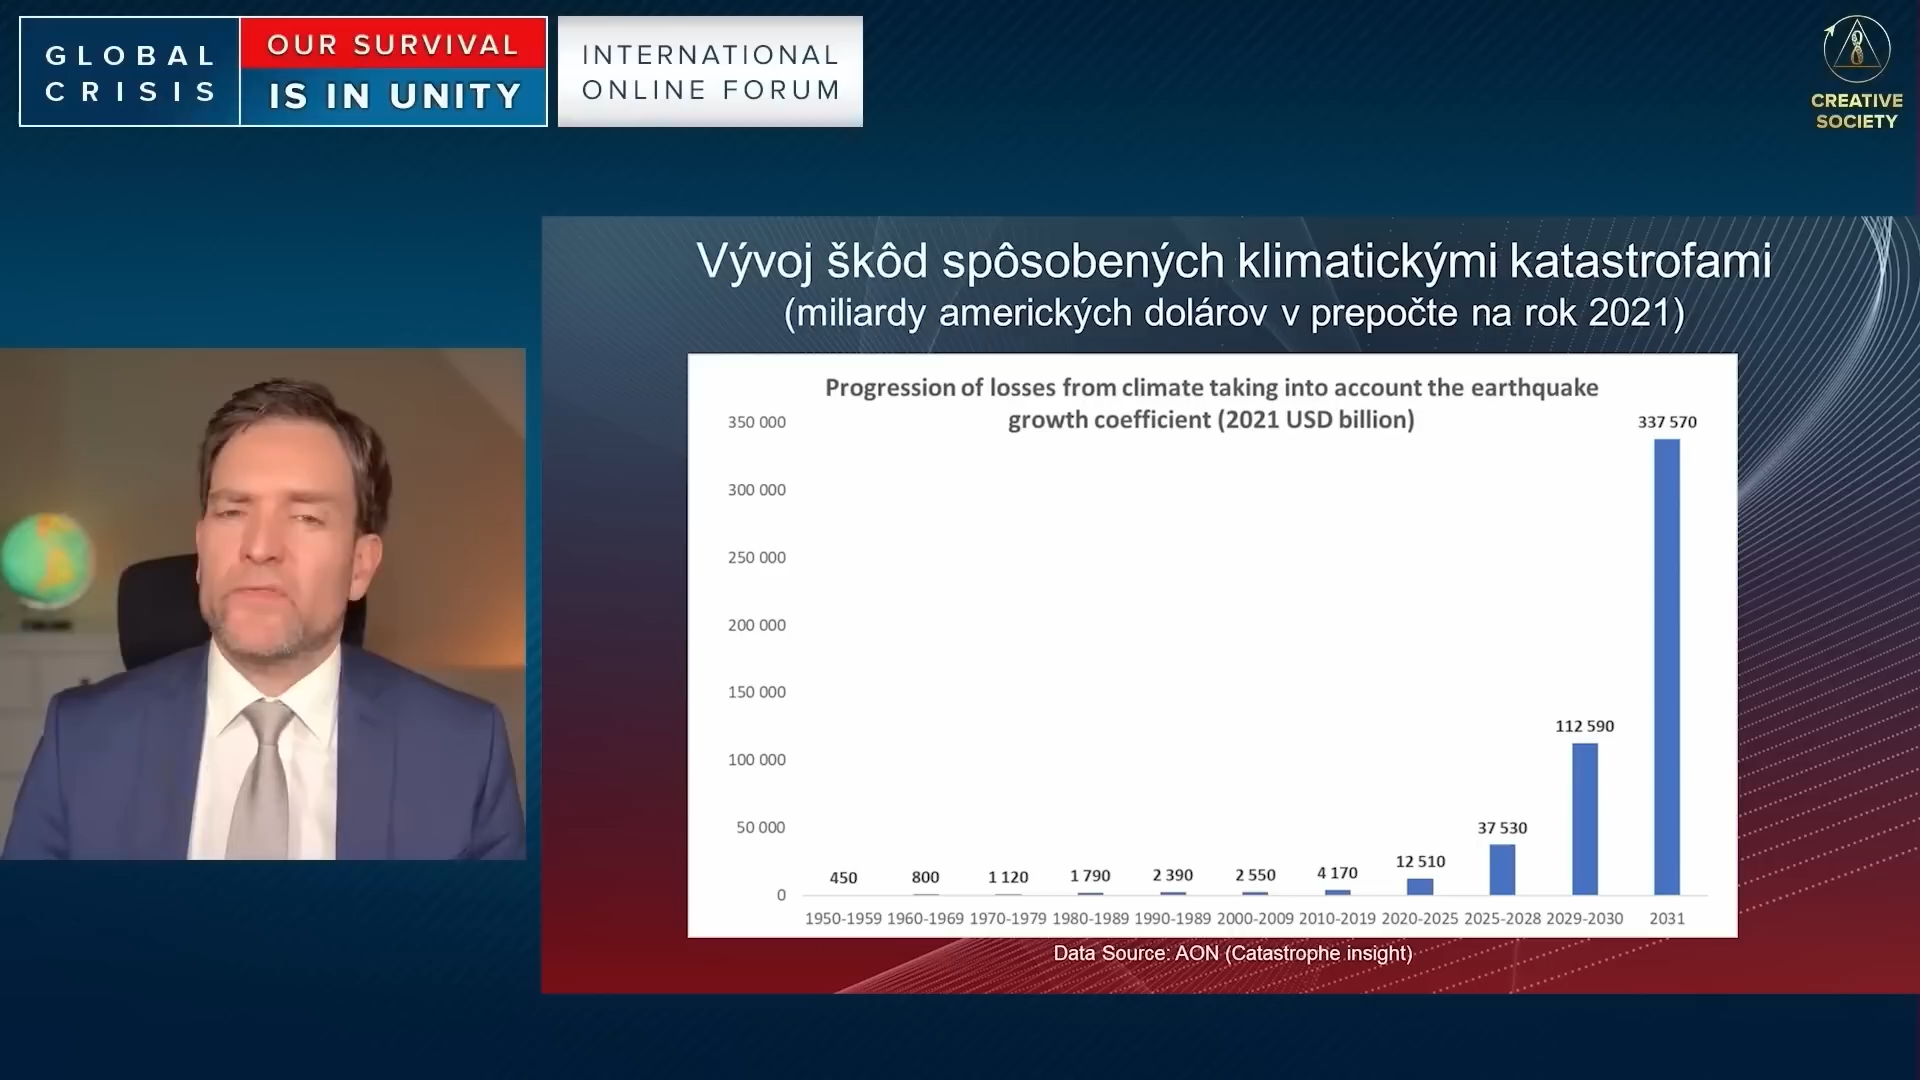 GLOBAL
CRISIS
OUR SURVIVAL
IS IN UNITY
INTERNATIONAL
ONLINE FORUM
CREATIVE
SOCIETY
Vývoj škôd spôsobených klimatickými katastrofami
(miliardy amerických dolárov v prepočte na rok 2021)
Progression of losses from climate taking into account the earthquake
growth coefficient (2021 USD billion)
350 000
300 000
250 000
200 000
150 000
100 000
50 000
0
450
800
1 120
1 790
2 390
2 550
4 170
12 510
37 530
112 590
337 570
1950-1959 1960-1969 1970-1979 1980-1989 1990-1989 2000-2009 2010-2019 2020-2025 2025-2028 2029-2030 2031
Data Source: AON (Catastrophe insight)